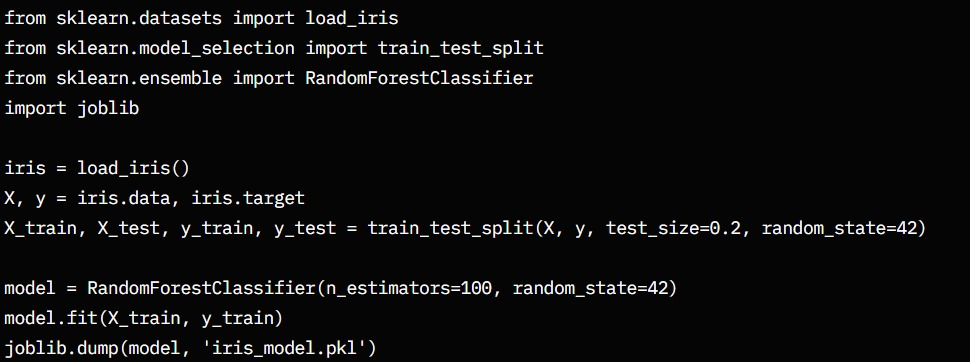 from sklearn.datasets import load_iris
from sklearn.model_selection import train_test_split
from sklearn.ensemble import RandomForestClassifier
import joblib
iris = load_iris()
X, y = iris.data, iris.target
X_train, X_test, y_train, y_test = train_test_split(X, y, test_size=0.2, random_state=42)
model = RandomForestClassifier(n_estimators=100, random_state=42)
model.fit(X_train, y_train)
joblib.dump(model, 'iris_model.pkl')